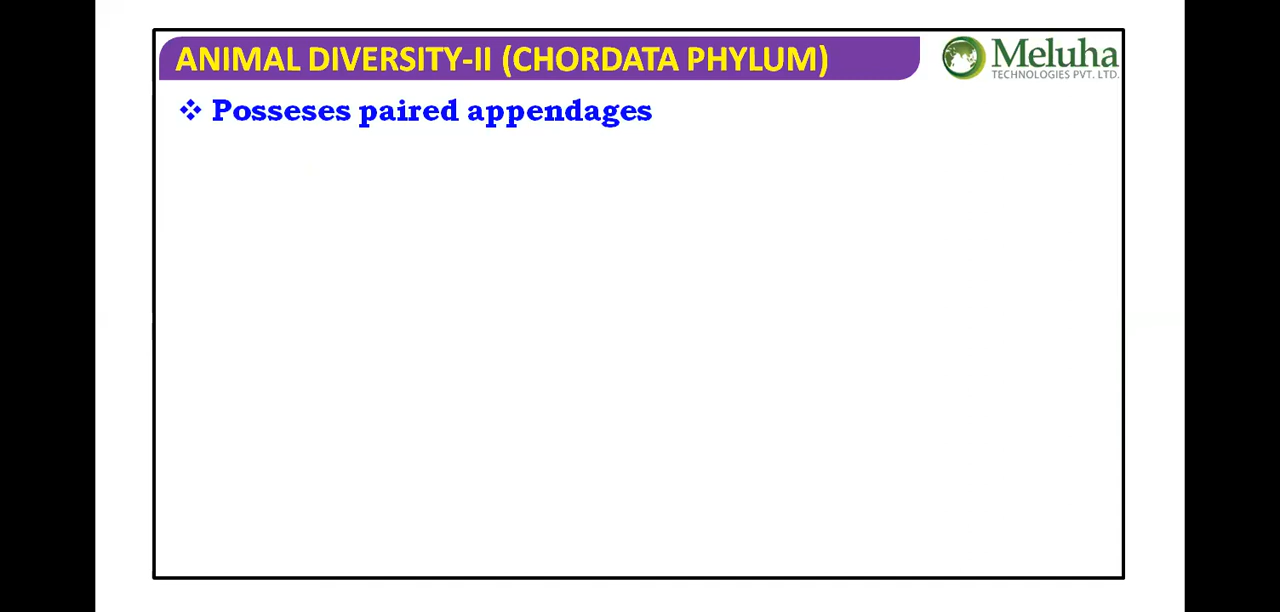 ANIMAL DIVERSITY-II (CHORDATA PHYLUM)
Meluha
TECHNOLOGIES PVT. LTD.
❖ Posseses paired appendages